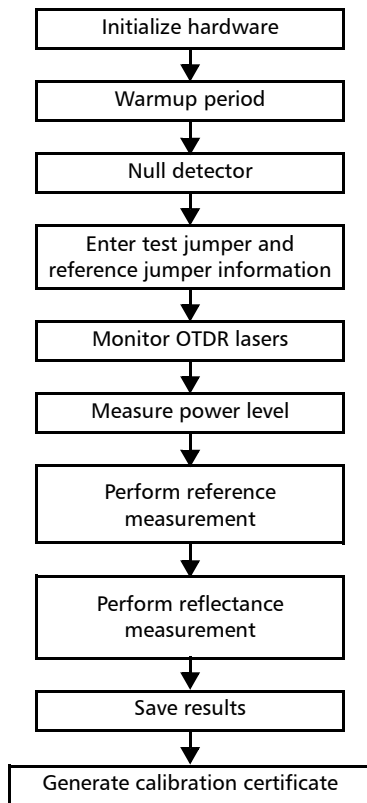 Initialize hardware
Warmup period
Null detector
Enter test jumper and
reference jumper information
Monitor OTDR lasers
Measure power level
Perform reference
measurement
Perform reflectance
measurement
Save results
Generate calibration certificate